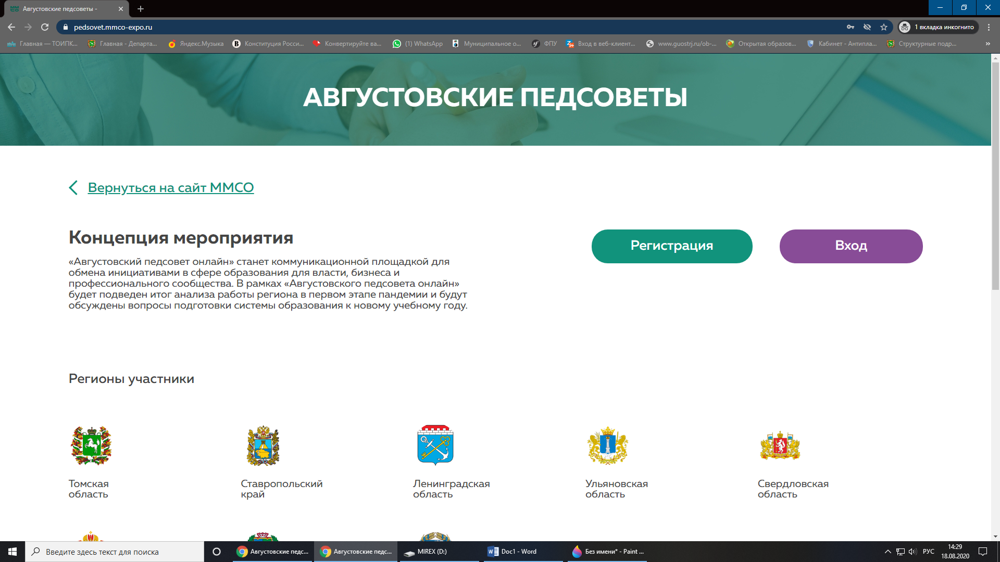 Августовские педсоветы -
pedsovet.mmco-expo.ru
1 вкладка инкогнито
Главная — ТОИПК...
Главная - Департа...
Яндекс.Музыка
Конституция Росси...
Конвертируйте ва...
(1) WhatsApp
Муниципальное о...
ФПУ
Вход в веб-клиент...
www.guostrj.ru/ob-...
Открытая образов...
Кабинет - Антипла...
Структурные подр...
»
АВГУСТОВСКИЕ ПЕДСОВЕТЫ
Вернуться на сайт ММСО
Концепция мероприятия
Регистрация
Вход
«Августовский педсовет онлайн» станет коммуникационной площадкой для
обмена инициативами в сфере образования для власти, бизнеса и
профессионального сообщества. В рамках «Августовского педсовета онлайн»
будет подведен итог анализа работы региона в первом этапе пандемии и будут
обсуждены вопросы подготовки системы образования к новому учебному году.
Регионы участники
Томская
область
Ставропольский
край
Ленинградская
область
Ульяновская
область
Свердловская
область
Введите здесь текст для поиска
Августовские педс...
Августовские педс...
MIREX (D:)
Doc1 - Word
Без имени* - Paint ...
РУС
14:29
18.08.2020